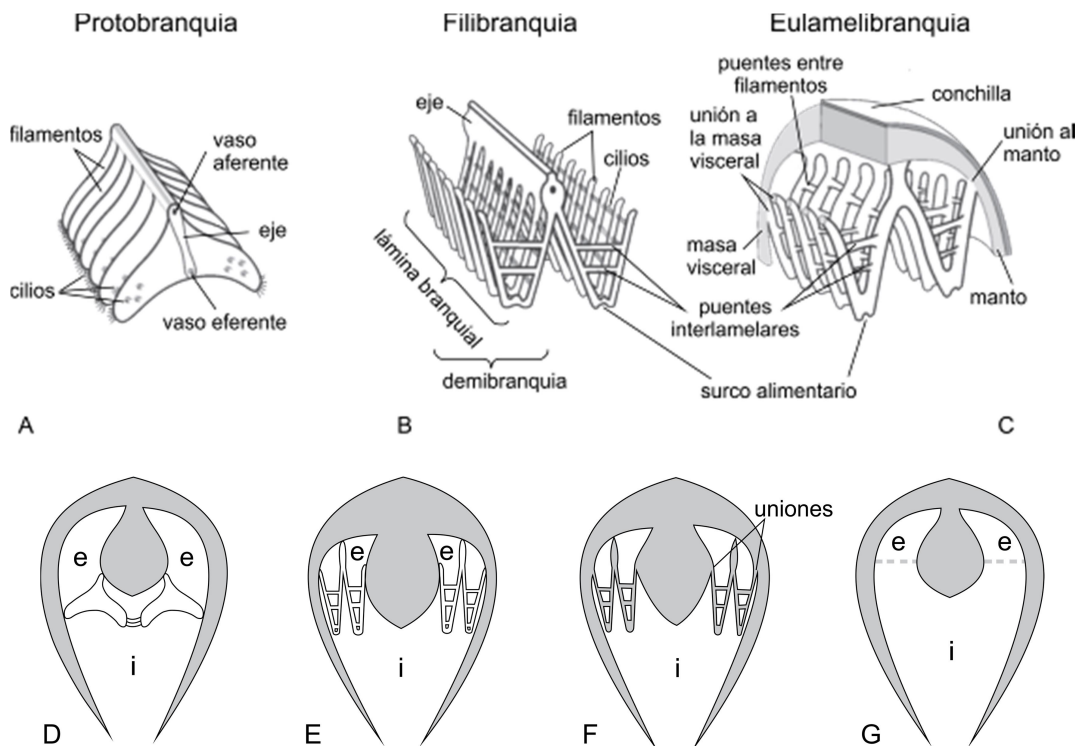 Protobranquia
Filibranquia
Eulamelibranquia
filamentos
vaso
aferente
eje
cilios
vaso eferente
A
eje
filamentos
cilios
lámina branquial
demibranquia
puentes
interlamelares
surco alimentario
B
puentes entre
filamentos
conchilla
unión a
la masa
visceral
unión al
manto
masa
visceral
manto
C
e
e
i
D
e
e
i
E
uniones
i
F
e
e
i
G